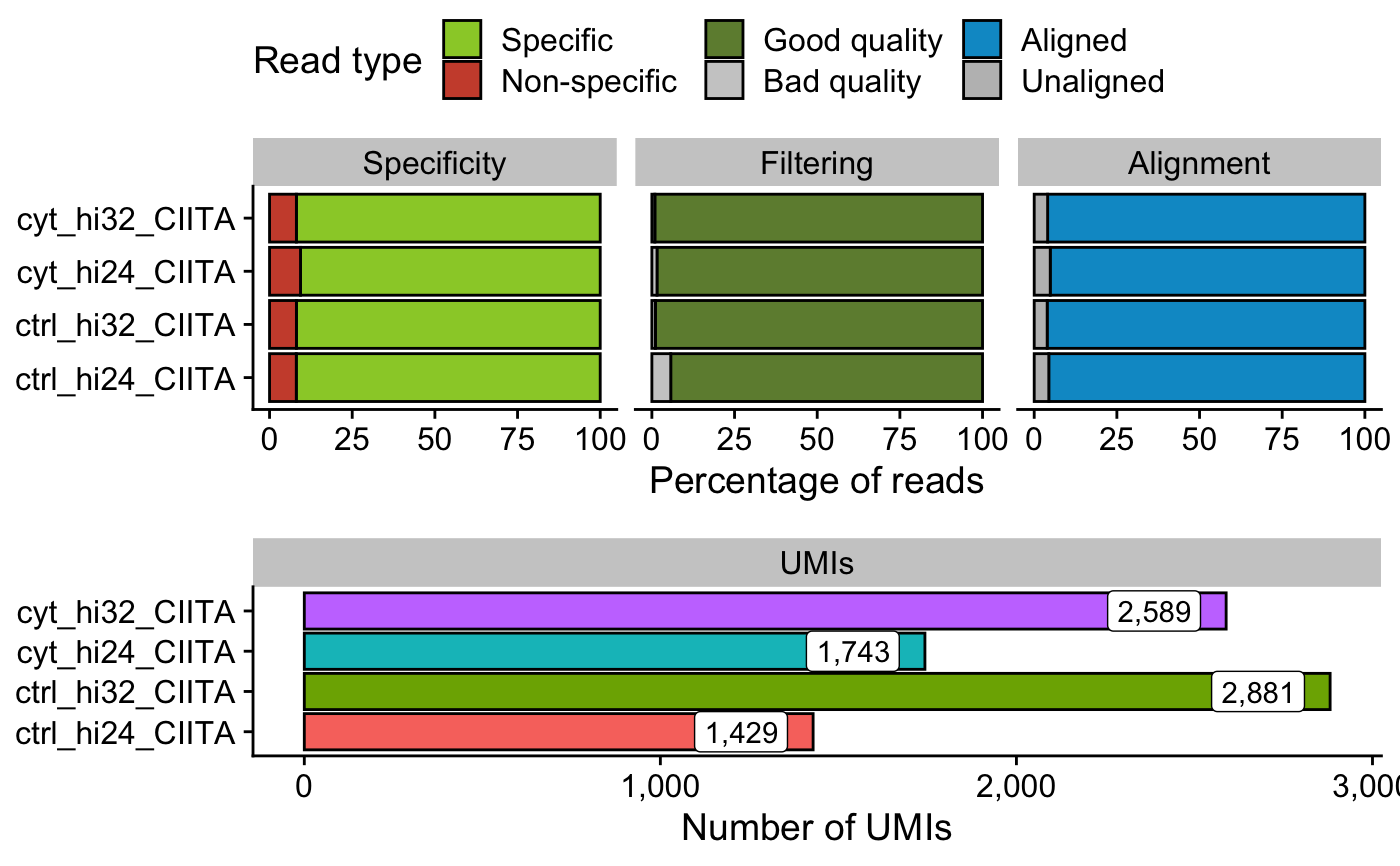 Read type
Specific
Good quality
Aligned
Non-specific
Bad quality
Unaligned
Specificity
Filtering
Alignment
cyt_hi32_CIITA
cyt_hi24_CIITA
ctrl_hi32_CIITA
ctrl_hi24_CIITA
0 25 50 75 100
0 25 50 75 100
0 25 50 75 100
Percentage of reads
UMIs
cyt_hi32_CIITA
2,589
cyt_hi24_CIITA
1,743
ctrl_hi32_CIITA
2,881
ctrl_hi24_CIITA
1,429
0 1,000 2,000 3,000
Number of UMIs